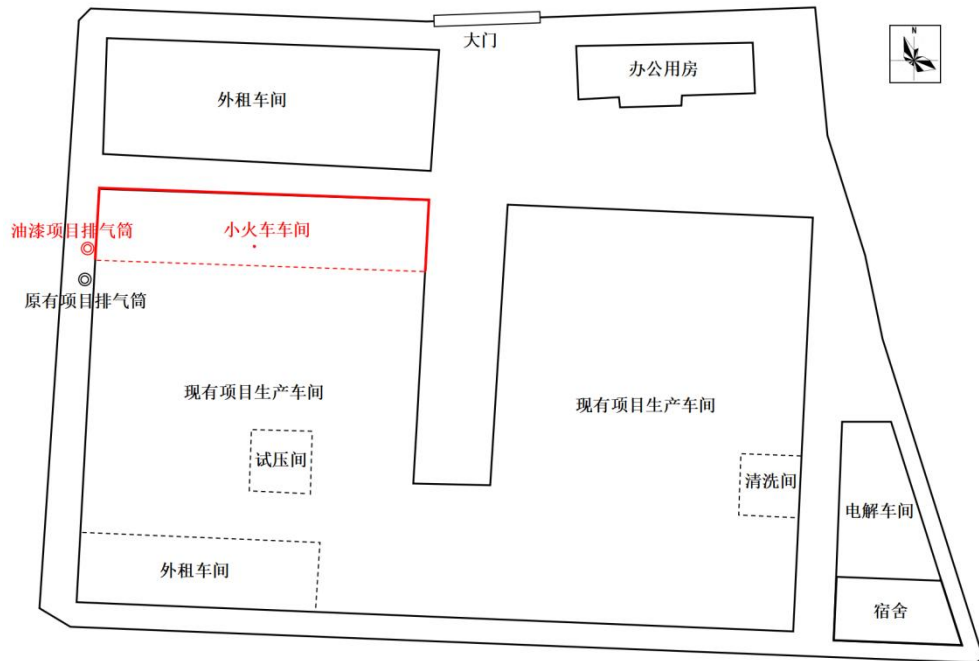 大门
N
办公用房
外租车间
油漆项目排气筒
小火车车间
原有项目排气筒
现有项目生产车间
现有项目生产车间
试压间
清洗间
电解车间
外租车间
宿舍